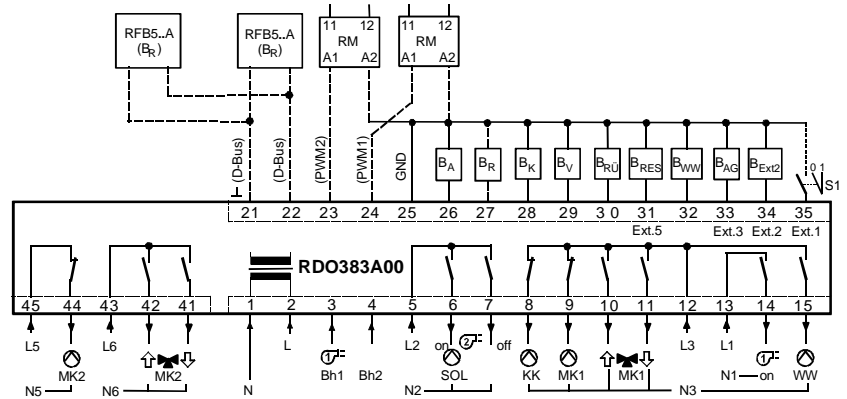 RFB5..A
(BR)
RFB5..A
(BR)
11 12
RM
A1 A2
11 12
RM
A1 A2
(D-Bus)
(D-Bus)
(PWM2)
(PWM1)
GND
BA
BR
BK
BV
BRÜ
BRES
BWW
BAG
BExt2
0 1
S1
21 22 23 24 25 26 27 28 29 3 0 31 32 33 34 35
Ext.5 Ext.3 Ext.2 Ext.1
RDO383A00
45 44 43 42 41 1 2 3 4 5 6 7 8 9 10 11 12 13 14 15
L5 L6 L L2 on 2 off L3 L1
1 Bh1 Bh2 1
MK2 MK2 SOL KK MK1 MK1 WW
N5 N6 N N2 N3 N1 on